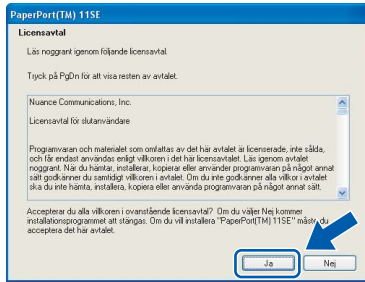 PaperPort(TM) 11SE
Licensavtal
Läs noggrant igenom följande licensavtal.
Tryck på PgDn för att visa resten av avtalet.
Nuance Communications, Inc.
Licensavtal för slutanvändare
Programvaran och materialet som omfattas av det här avtalet är licenserade, inte sålda,
och får endast användas enligt villkoren i det här licensavtalet. Läs igenom avtalet
noggrant. När du hämtar, installerar, kopierar eller använder programvaran på något annat
sätt godkänner du samtidigt villkoren i avtalet. Om du inte godkänner alla villkor i avtalet
ska du inte hämta, installera, kopiera eller använda programvaran på något annat sätt.
Accepterar du alla villkoren i ovanstående licensavtal? Om du väljer Nej kommer
installationsprogrammet att stängas. Om du vill installera "PaperPort(TM) 11SE" måste du
acceptera det här avtalet.
Ja
Nej